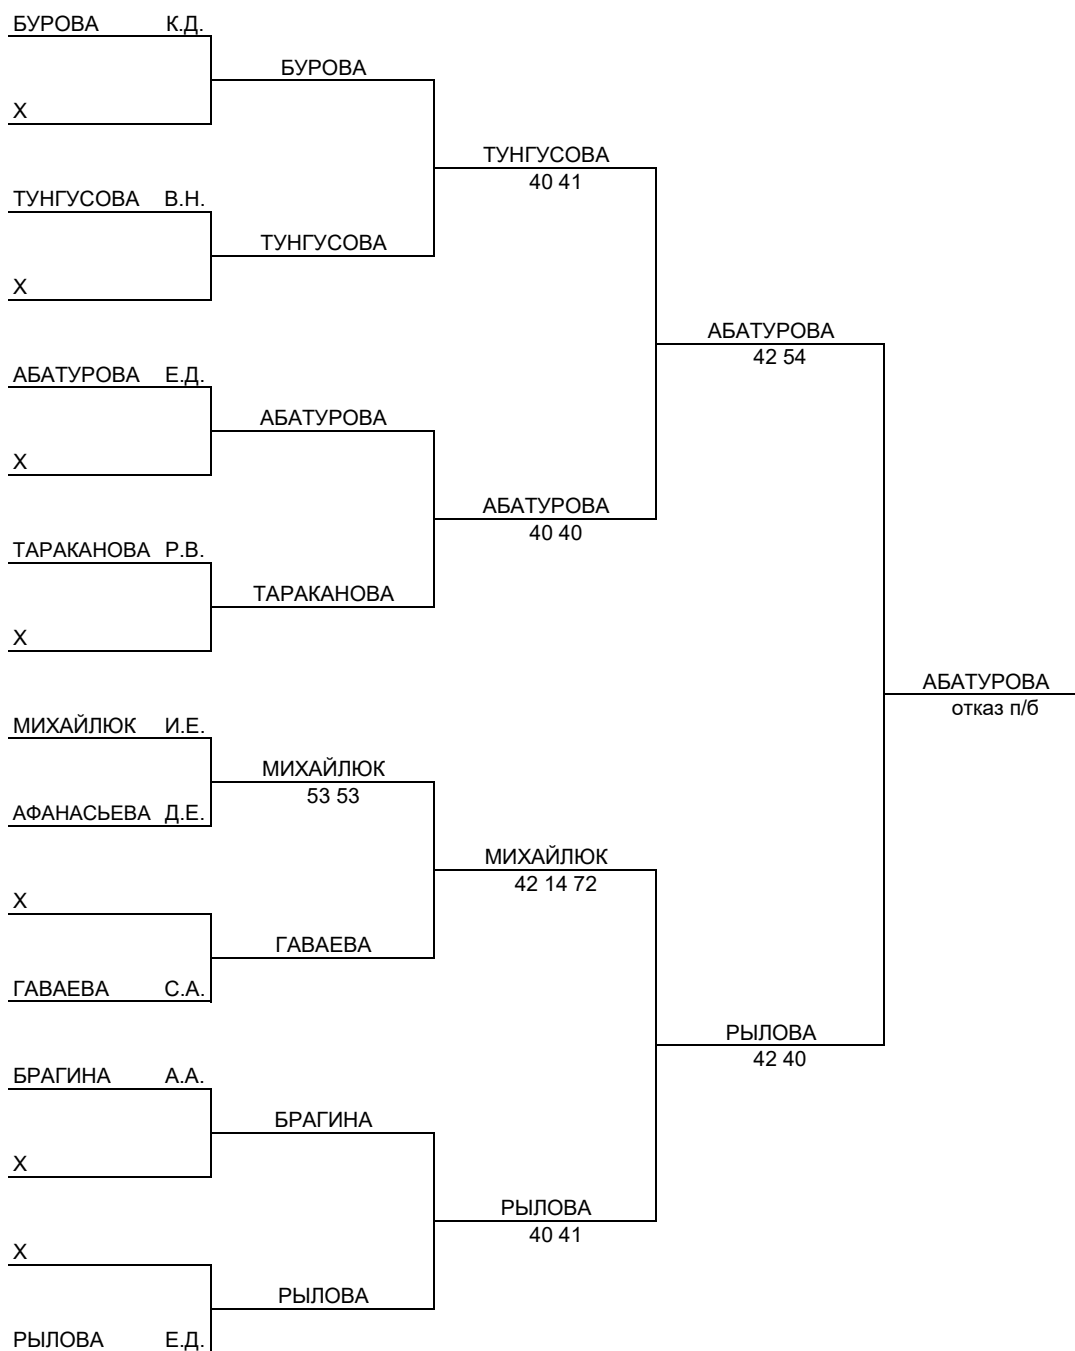 БУРОВА К.Д.
БУРОВА
X
ТУНГУСОВА
40 41
ТУНГУСОВА В.Н.
ТУНГУСОВА
X
АБАТУРОВА
42 54
АБАТУРОВА Е.Д.
АБАТУРОВА
X
АБАТУРОВА
40 40
ТАРАКАНОВА Р.В.
ТАРАКАНОВА
X
АБАТУРОВА
отказ п/б
МИХАЙЛЮК И.Е.
МИХАЙЛЮК
53 53
АФАНАСЬЕВА Д.Е.
МИХАЙЛЮК
42 14 72
X
ГАВАЕВА
ГАВАЕВА С.А.
РЫЛОВА
42 40
БРАГИНА А.А.
БРАГИНА
X
РЫЛОВА
40 41
X
РЫЛОВА
РЫЛОВА Е.Д.